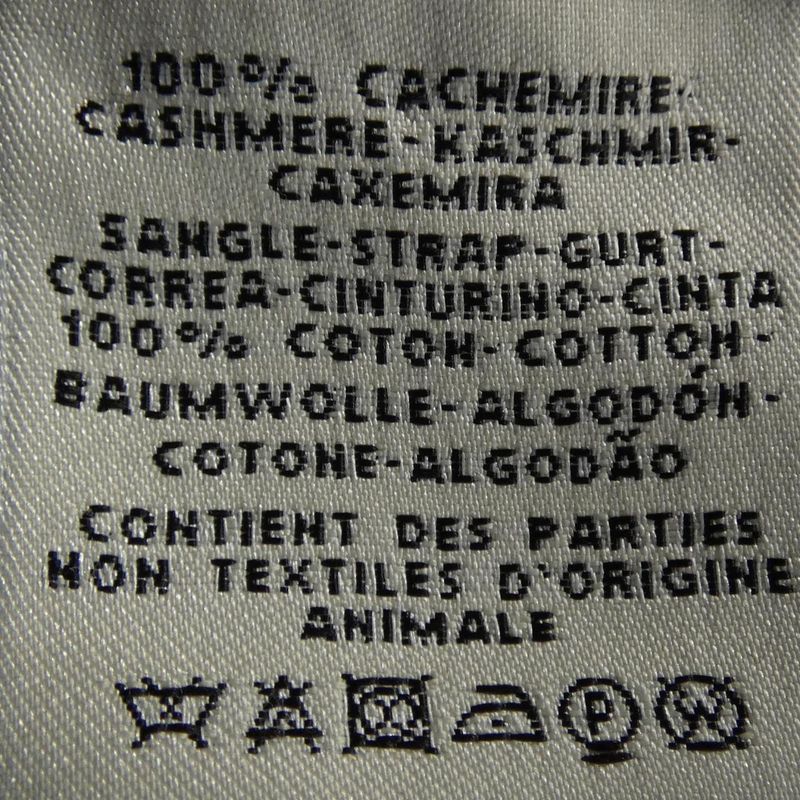 100% CACHEMIRE-
CASHMERE-KASCHMIR-
CAXEMIRA
SANGLE-STRAP-GURT-
CORREA-CINTURINO-CINTA
100% COTON-COTTON-
BAUMWOLLE-ALGODÓN-
COTONE-ALGODÃO
CONTIENT DES PARTIES
NON TEXTILES D'ORIGINE
ANIMALE
P W